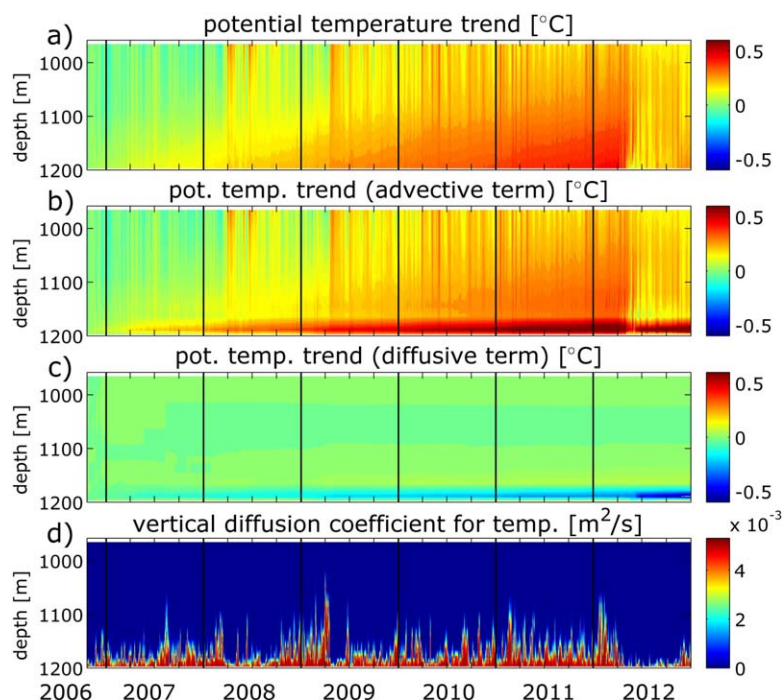 a) potential temperature trend [°C]
depth [m]
1000
1100
1200
0.5
0
-0.5
b) pot. temp. trend (advective term) [°C]
depth [m]
1000
1100
1200
0.5
0
-0.5
c) pot. temp. trend (diffusive term) [°C]
depth [m]
1000
1100
1200
0.5
0
-0.5
d) vertical diffusion coefficient for temp. [m²/s]
x 10⁻³
depth [m]
1000
1100
1200
4
2
0
2006 2007 2008 2009 2010 2011 2012